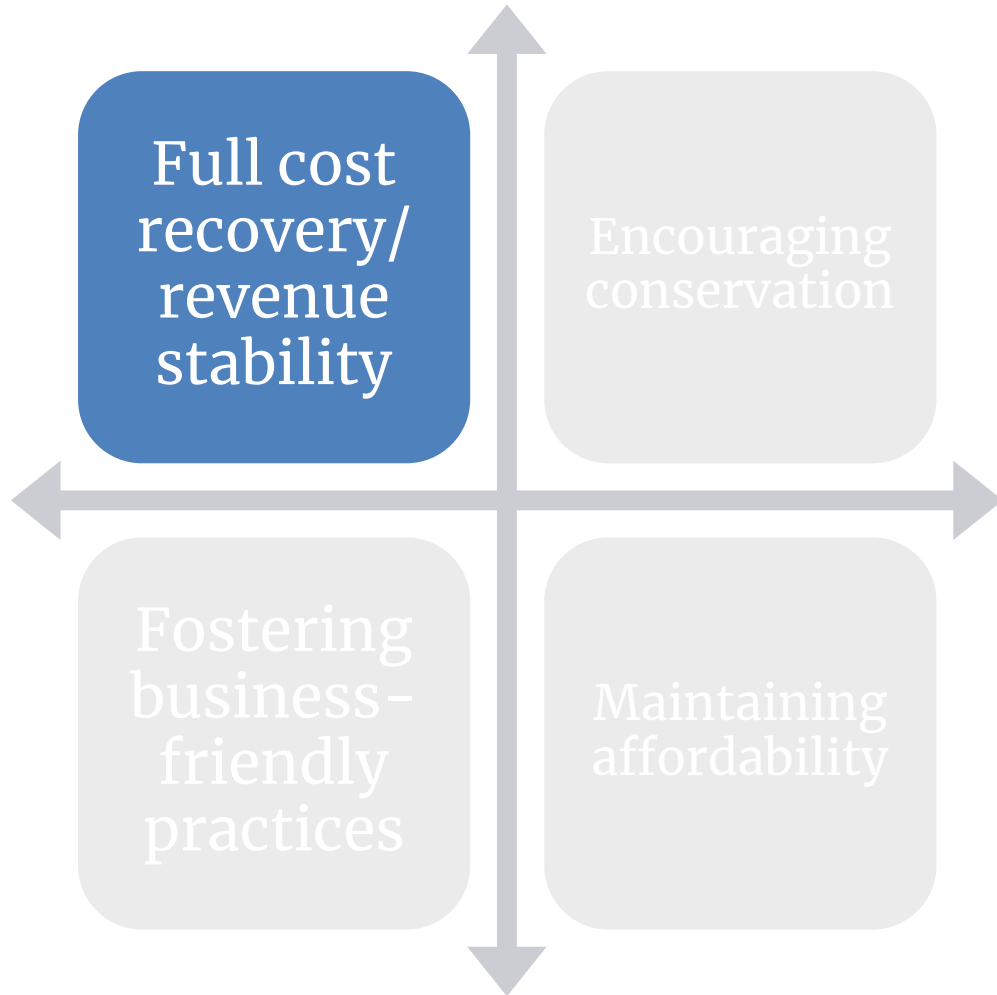 Full cost
recovery/
revenue
stability
Encouraging
conservation
Fostering
business-
friendly
practices
Maintaining
affordability